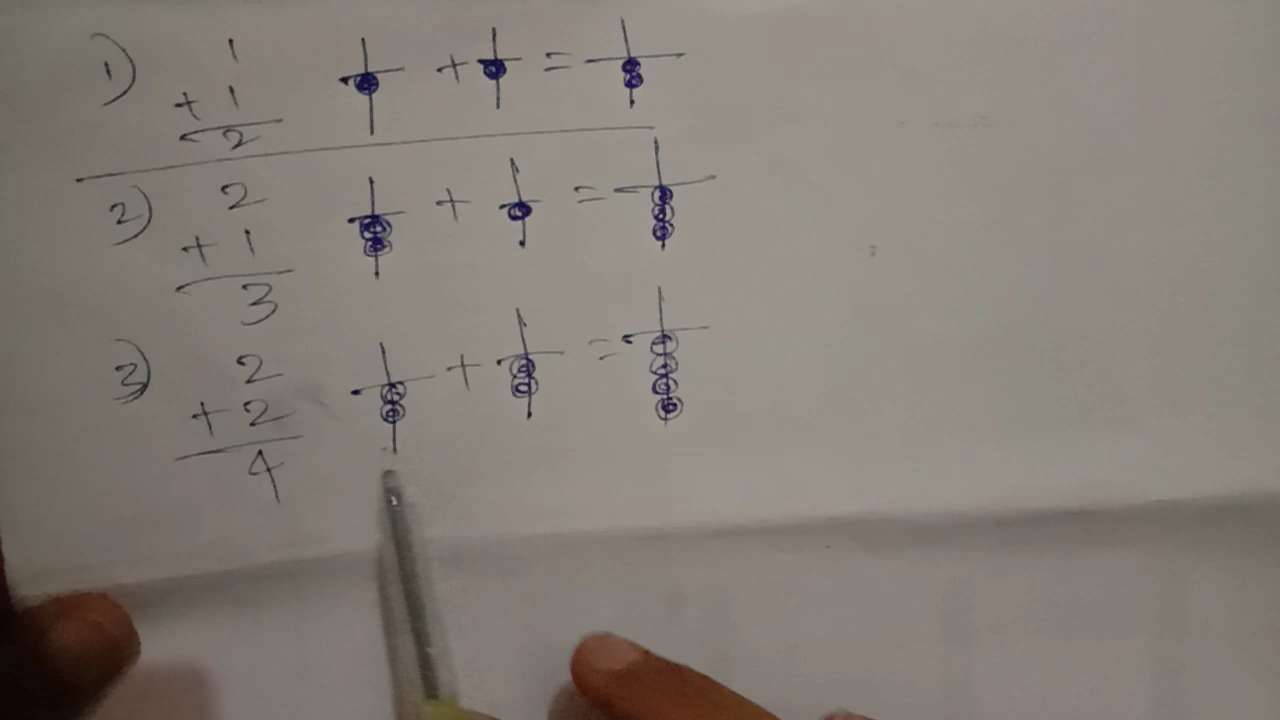 1) 1
+ 1 + =
2
2) 2
+ 1 + =
3
3) 2
+ 2 + =
4